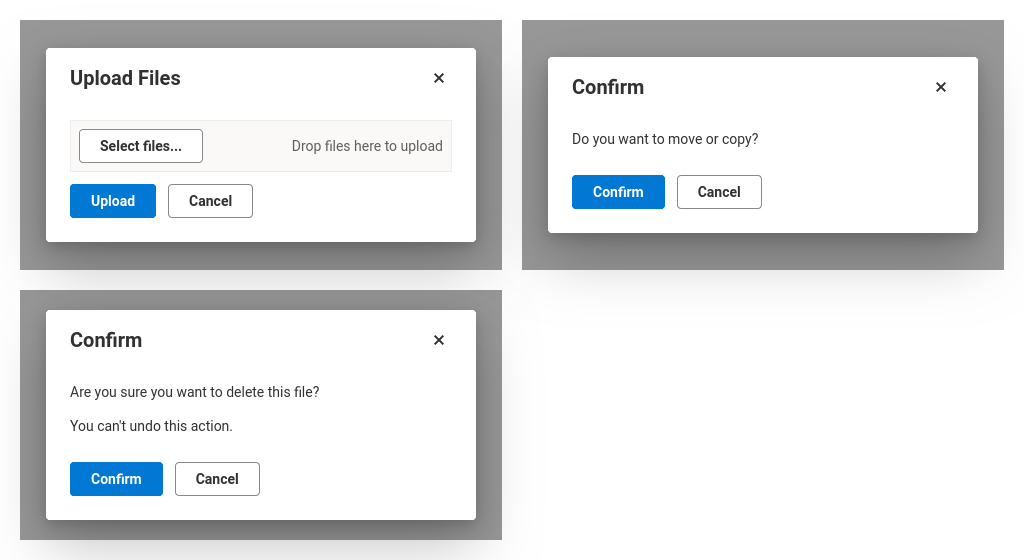 Upload Files
Select files...
Drop files here to upload
Upload
Cancel
Confirm
Do you want to move or copy?
Confirm
Cancel
Confirm
Are you sure you want to delete this file?
You can't undo this action.
Confirm
Cancel